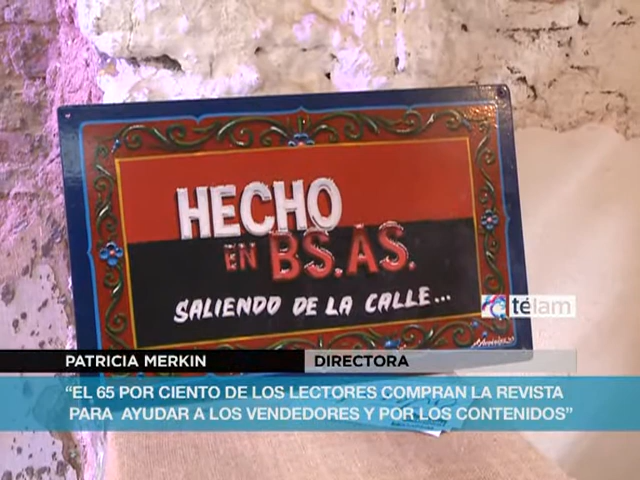 HECHO
EN BS.AS.
SALIENDO DE LA CALLE...
télam
PATRICIA MERKIN
DIRECTORA
“EL 65 POR CIENTO DE LOS LECTORES COMPRAN LA REVISTA
PARA AYUDAR A LOS VENDEDORES Y POR LOS CONTENIDOS”